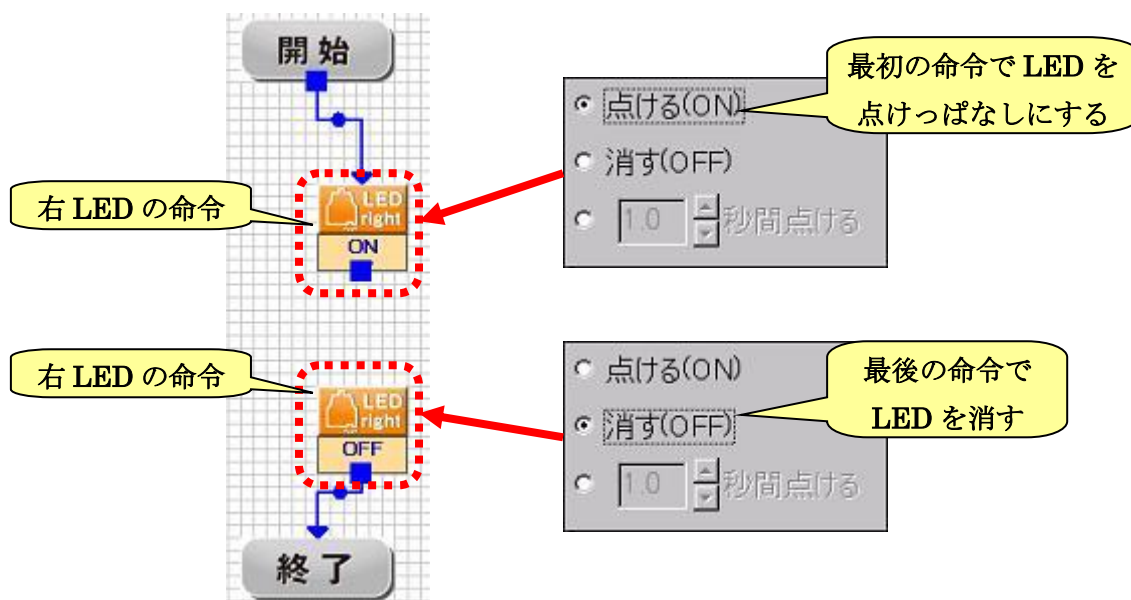 開始
最初の命令で LED を
点けっぱなしにする
点ける(ON)
消す(OFF)
1.0 秒間点ける
右 LED の命令
LED
right
ON
右 LED の命令
LED
right
OFF
点ける(ON)
消す(OFF)
1.0 秒間点ける
最後の命令で
LED を消す
終了